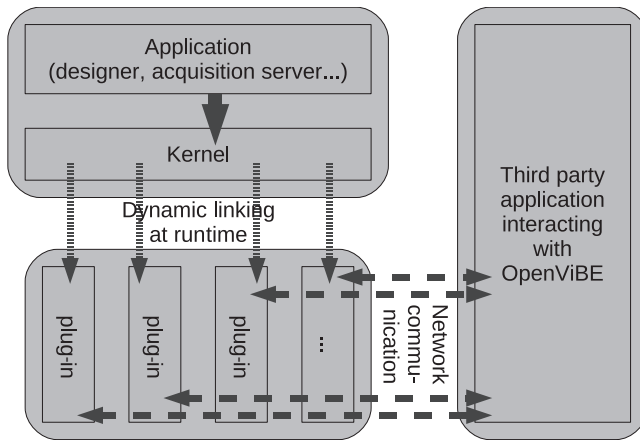 Application
(designer, acquisition server...)
Kernel
Dynamic linking
at runtime
plug-in
plug-in
plug-in
...
Network
commu-
nication
Third party
application
interacting
with
OpenViBE